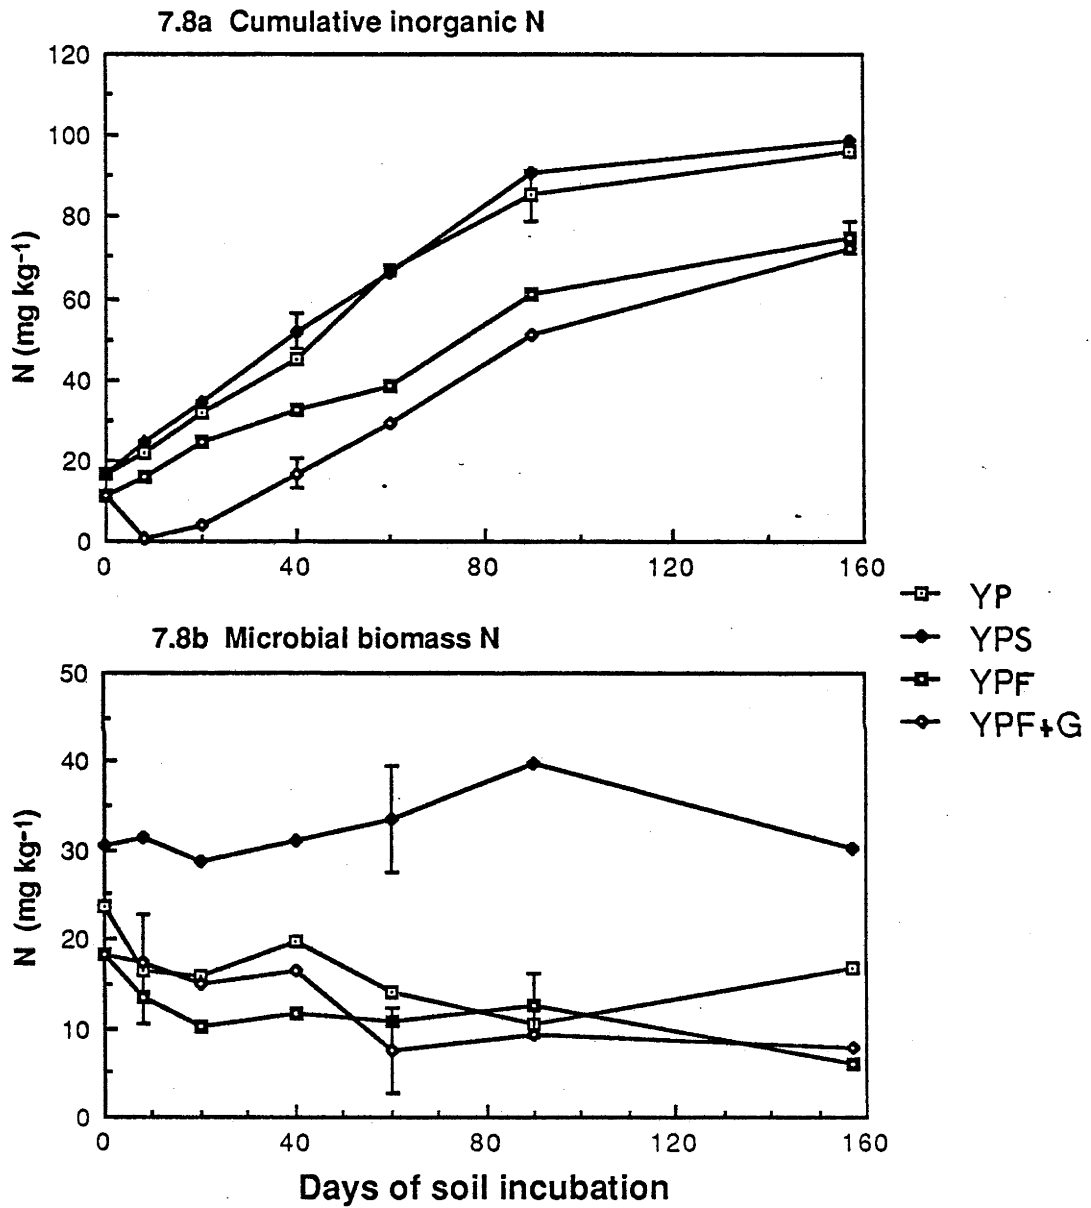 7.8a Cumulative inorganic N
120
100
80
60
40
20
0
N (mg kg-1)
0 40 80 120 160
YP
YPS
YPF
YPF+G
7.8b Microbial biomass N
50
40
30
20
10
0
N (mg kg-1)
0 40 80 120 160
Days of soil incubation